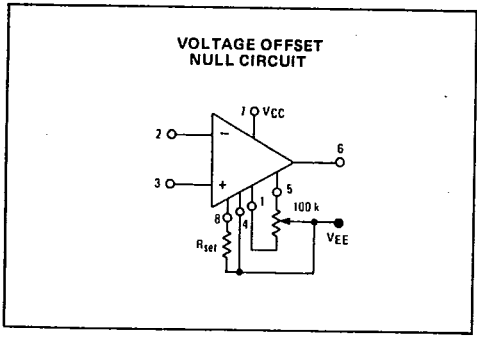 VOLTAGE OFFSET
NULL CIRCUIT
7 VCC
2
6
3
5
1
100 k
8
4
Rset
VEE